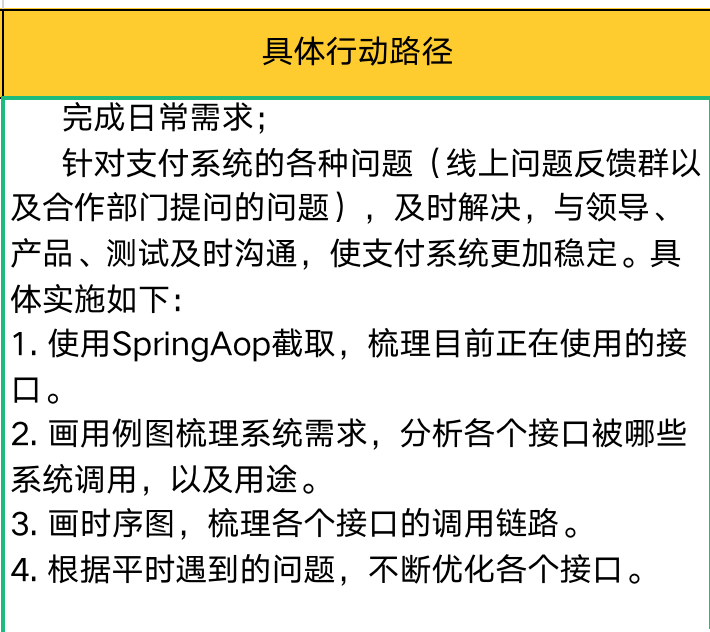 具体行动路径
完成日常需求；
针对支付系统的各种问题（线上问题反馈群以
及合作部门提问的问题），及时解决，与领导、
产品、测试及时沟通，使支付系统更加稳定。具
体实施如下：
1. 使用SpringAop截取，梳理目前正在使用的接
口。
2. 画用例图梳理系统需求，分析各个接口被哪些
系统调用，以及用途。
3. 画时序图，梳理各个接口的调用链路。
4. 根据平时遇到的问题，不断优化各个接口。